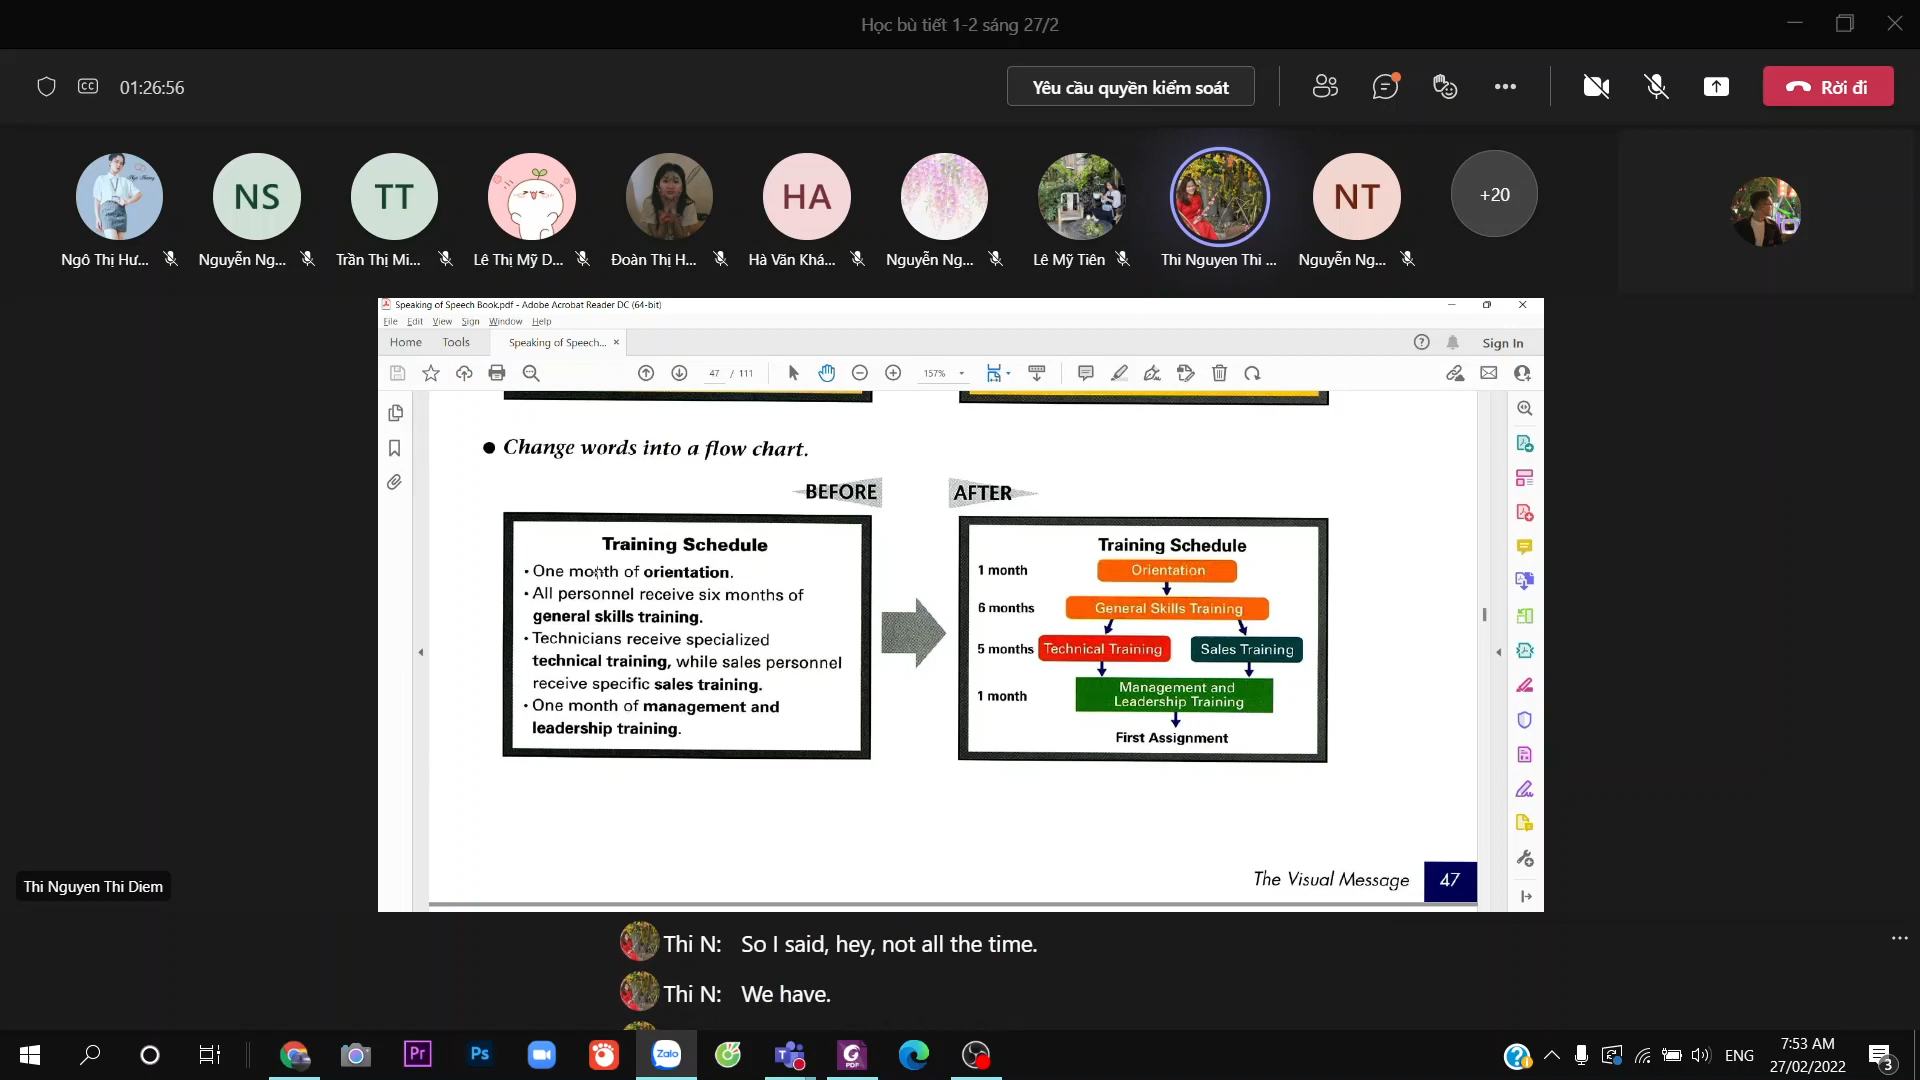 Học bù tiết 1-2 sáng 27/2
CC
01:26:56
Yêu cầu quyền kiểm soát
Rời đi
NS
TT
HA
NT
+20
Ngô Thị Hư...
Nguyễn Ng...
Trần Thị Mi...
Lê Thị Mỹ D...
Đoàn Thị H...
Hà Văn Khá...
Nguyễn Ng...
Lê Mỹ Tiên
Thi Nguyen Thi ...
Nguyễn Ng...
Speaking of Speech Book.pdf - Adobe Acrobat Reader DC (64-bit)
File Edit View Sign Window Help
Home Tools Speaking of Speech... × Sign In
47 / 111
157%
• Change words into a flow chart.
BEFORE
AFTER
Training Schedule
• One month of orientation.
• All personnel receive six months of
general skills training.
• Technicians receive specialized
technical training, while sales personnel
receive specific sales training.
• One month of management and
leadership training.
Training Schedule
1 month Orientation
6 months General Skills Training
5 months Technical Training Sales Training
1 month Management and
Leadership Training
First Assignment
The Visual Message 47
Thi Nguyen Thi Diem
Thi N: So I said, hey, not all the time.
Thi N: We have.
Pr
Ps
Zalo
PDF
ENG
7:53 AM
27/02/2022
3